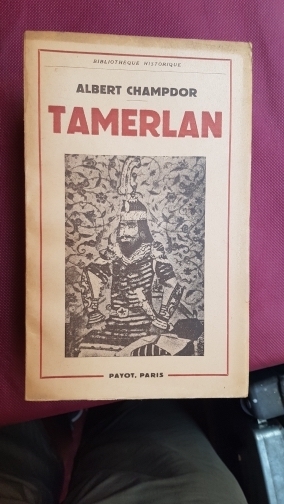 BIBLIOTHÈQUE HISTORIQUE
ALBERT CHAMPDOR
TAMERLAN
PAYOT, PARIS